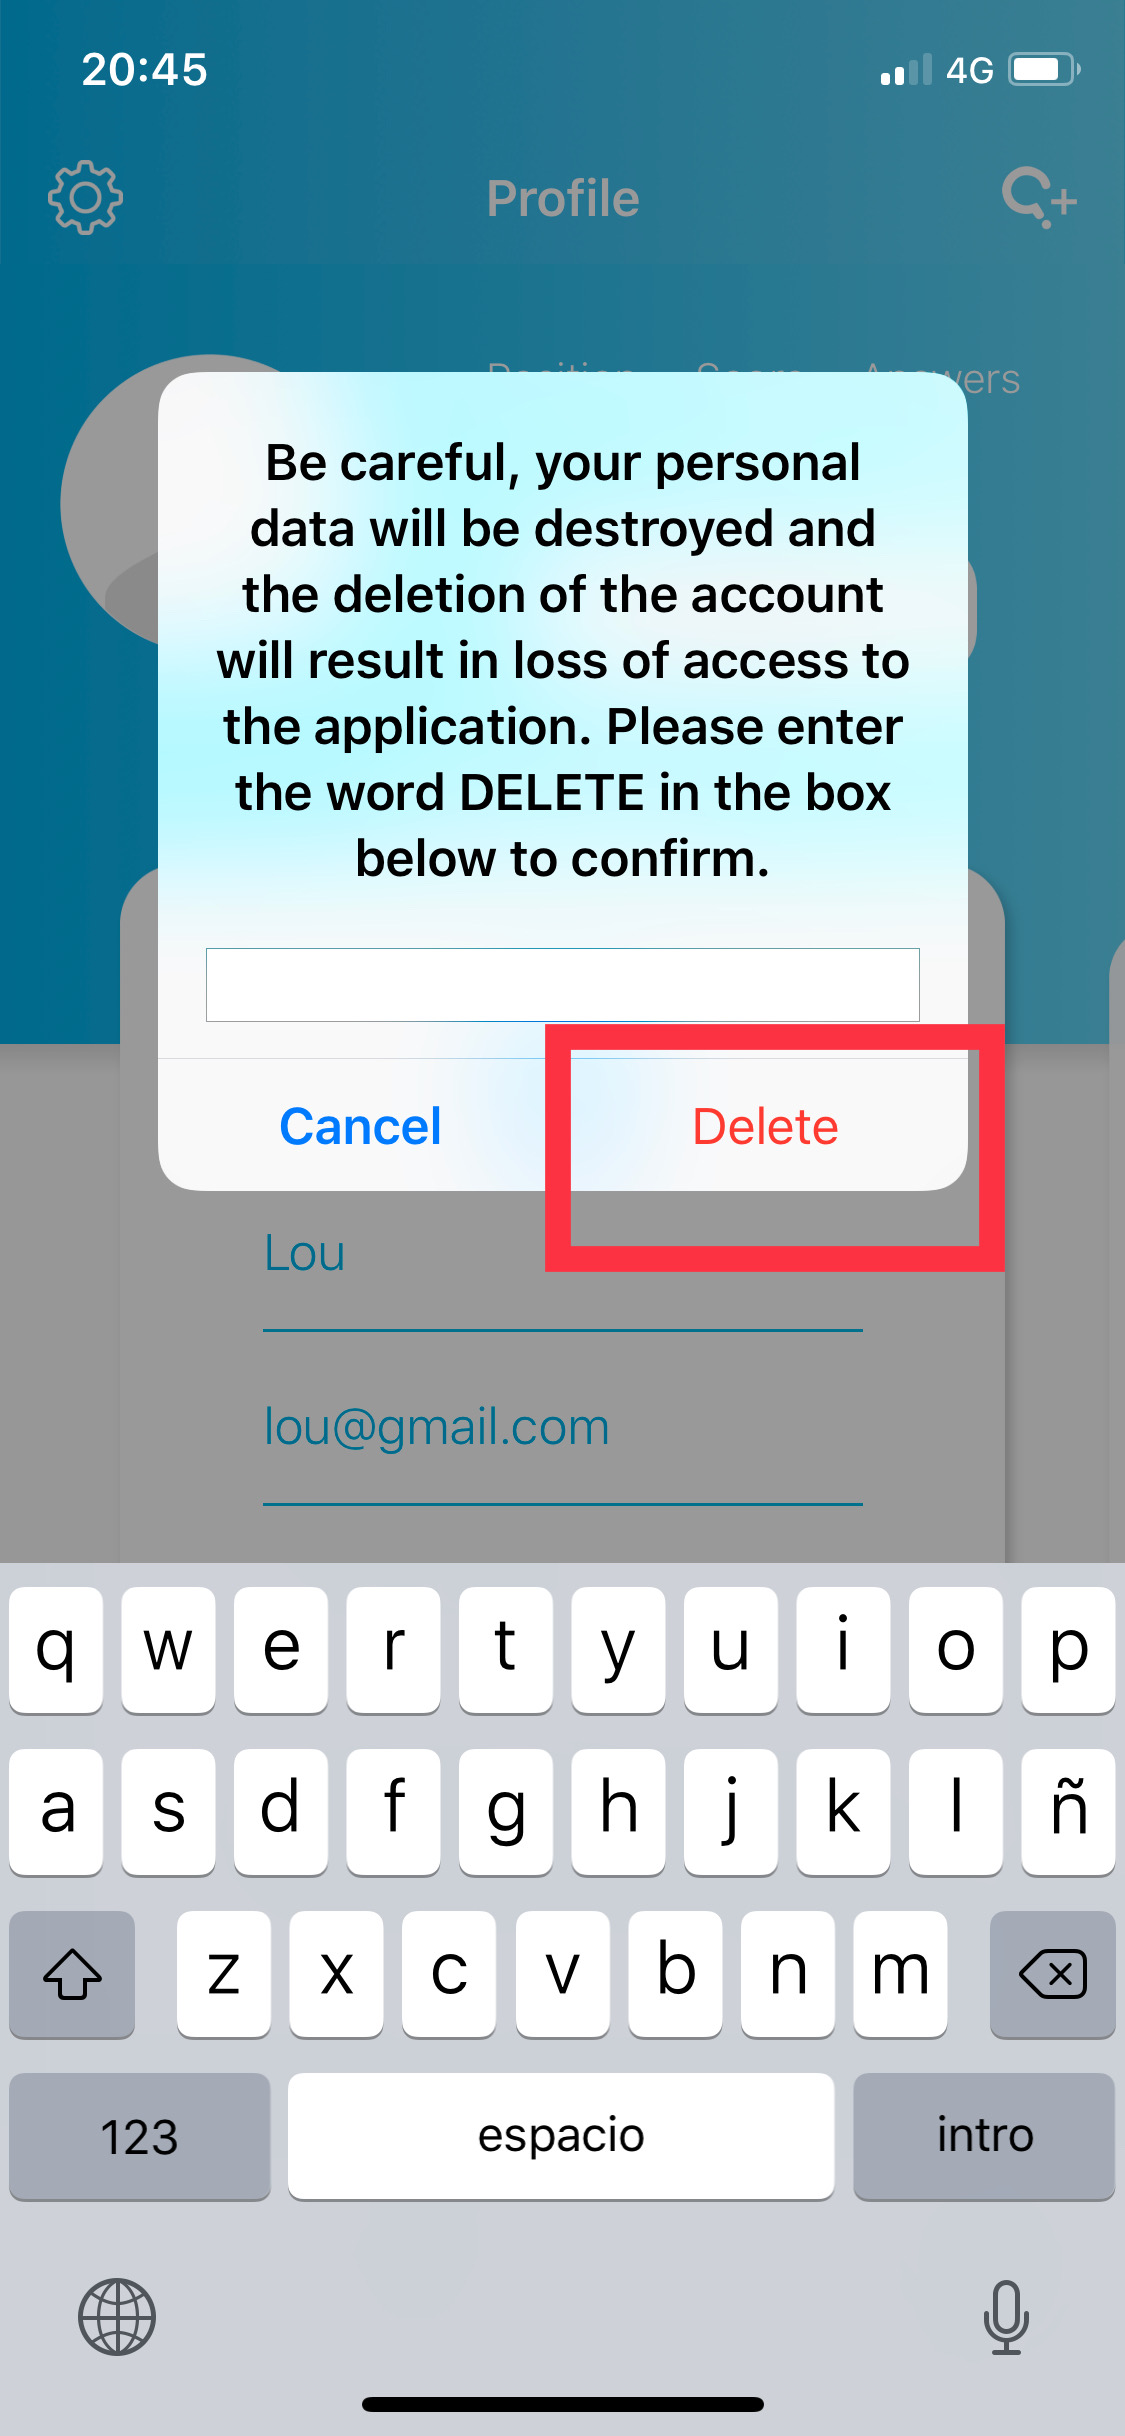 20:45 4G
Profile
Position Score Answers
Be careful, your personal
data will be destroyed and
the deletion of the account
will result in loss of access to
the application. Please enter
the word DELETE in the box
below to confirm.
Cancel Delete
Lou
lou@gmail.com
q w e r t y u i o p
a s d f g h j k l ñ
z x c v b n m
123 espacio intro